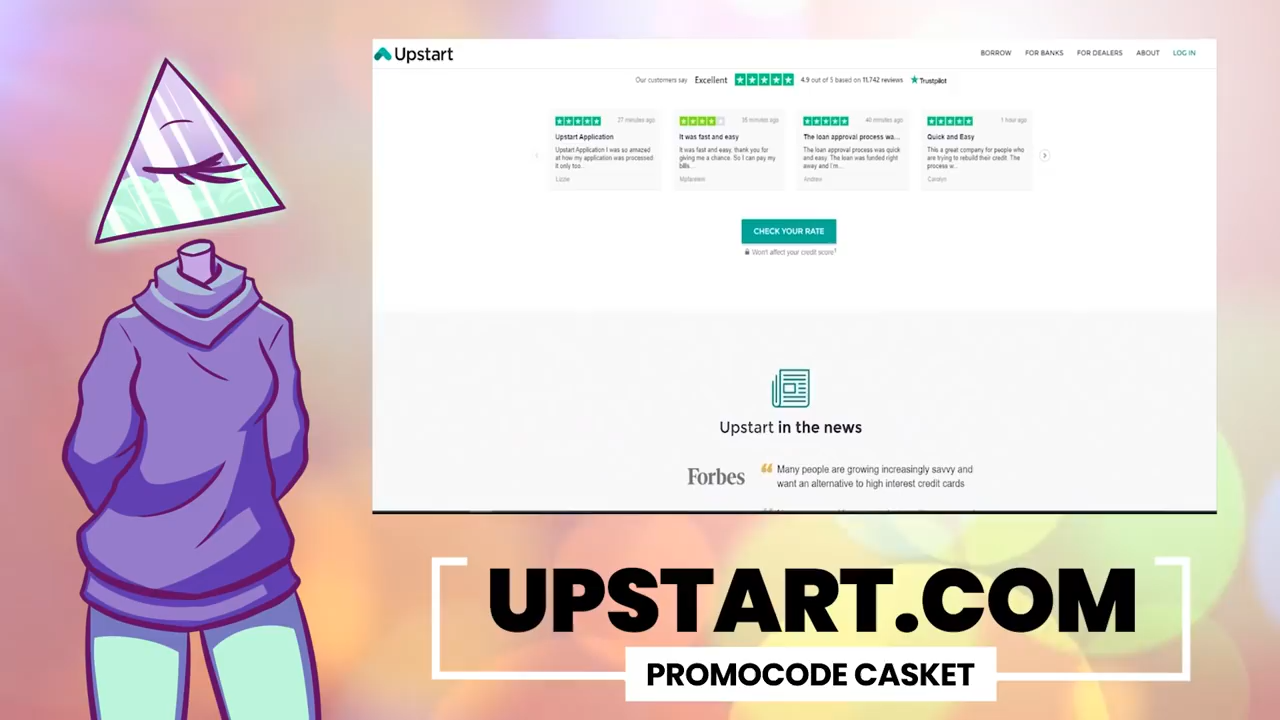 Upstart
BORROW FOR BANKS FOR DEALERS ABOUT LOG IN
Our customers say Excellent 4.9 out of 5 based on 11,742 reviews Trustpilot
27 minutes ago
Upstart Application
Upstart Application I was so amazed
at how my application was processed
it only too...
Lizzie
35 minutes ago
It was fast and easy
It was fast and easy, thank you for
giving me a chance. So I can pay my
bills...
40 minutes ago
The loan approval process wa...
The loan approval process was quick
and easy. The loan was funded right
away and I m...
Andrew
1 hour ago
Quick and Easy
This a great company for people who
are trying to rebuild their credit. The
process w...
Carolyn
CHECK YOUR RATE
Won't affect your credit score¹
Upstart in the news
Forbes
“ Many people are growing increasingly savvy and
want an alternative to high interest credit cards
UPSTART.COM
PROMOCODE CASKET